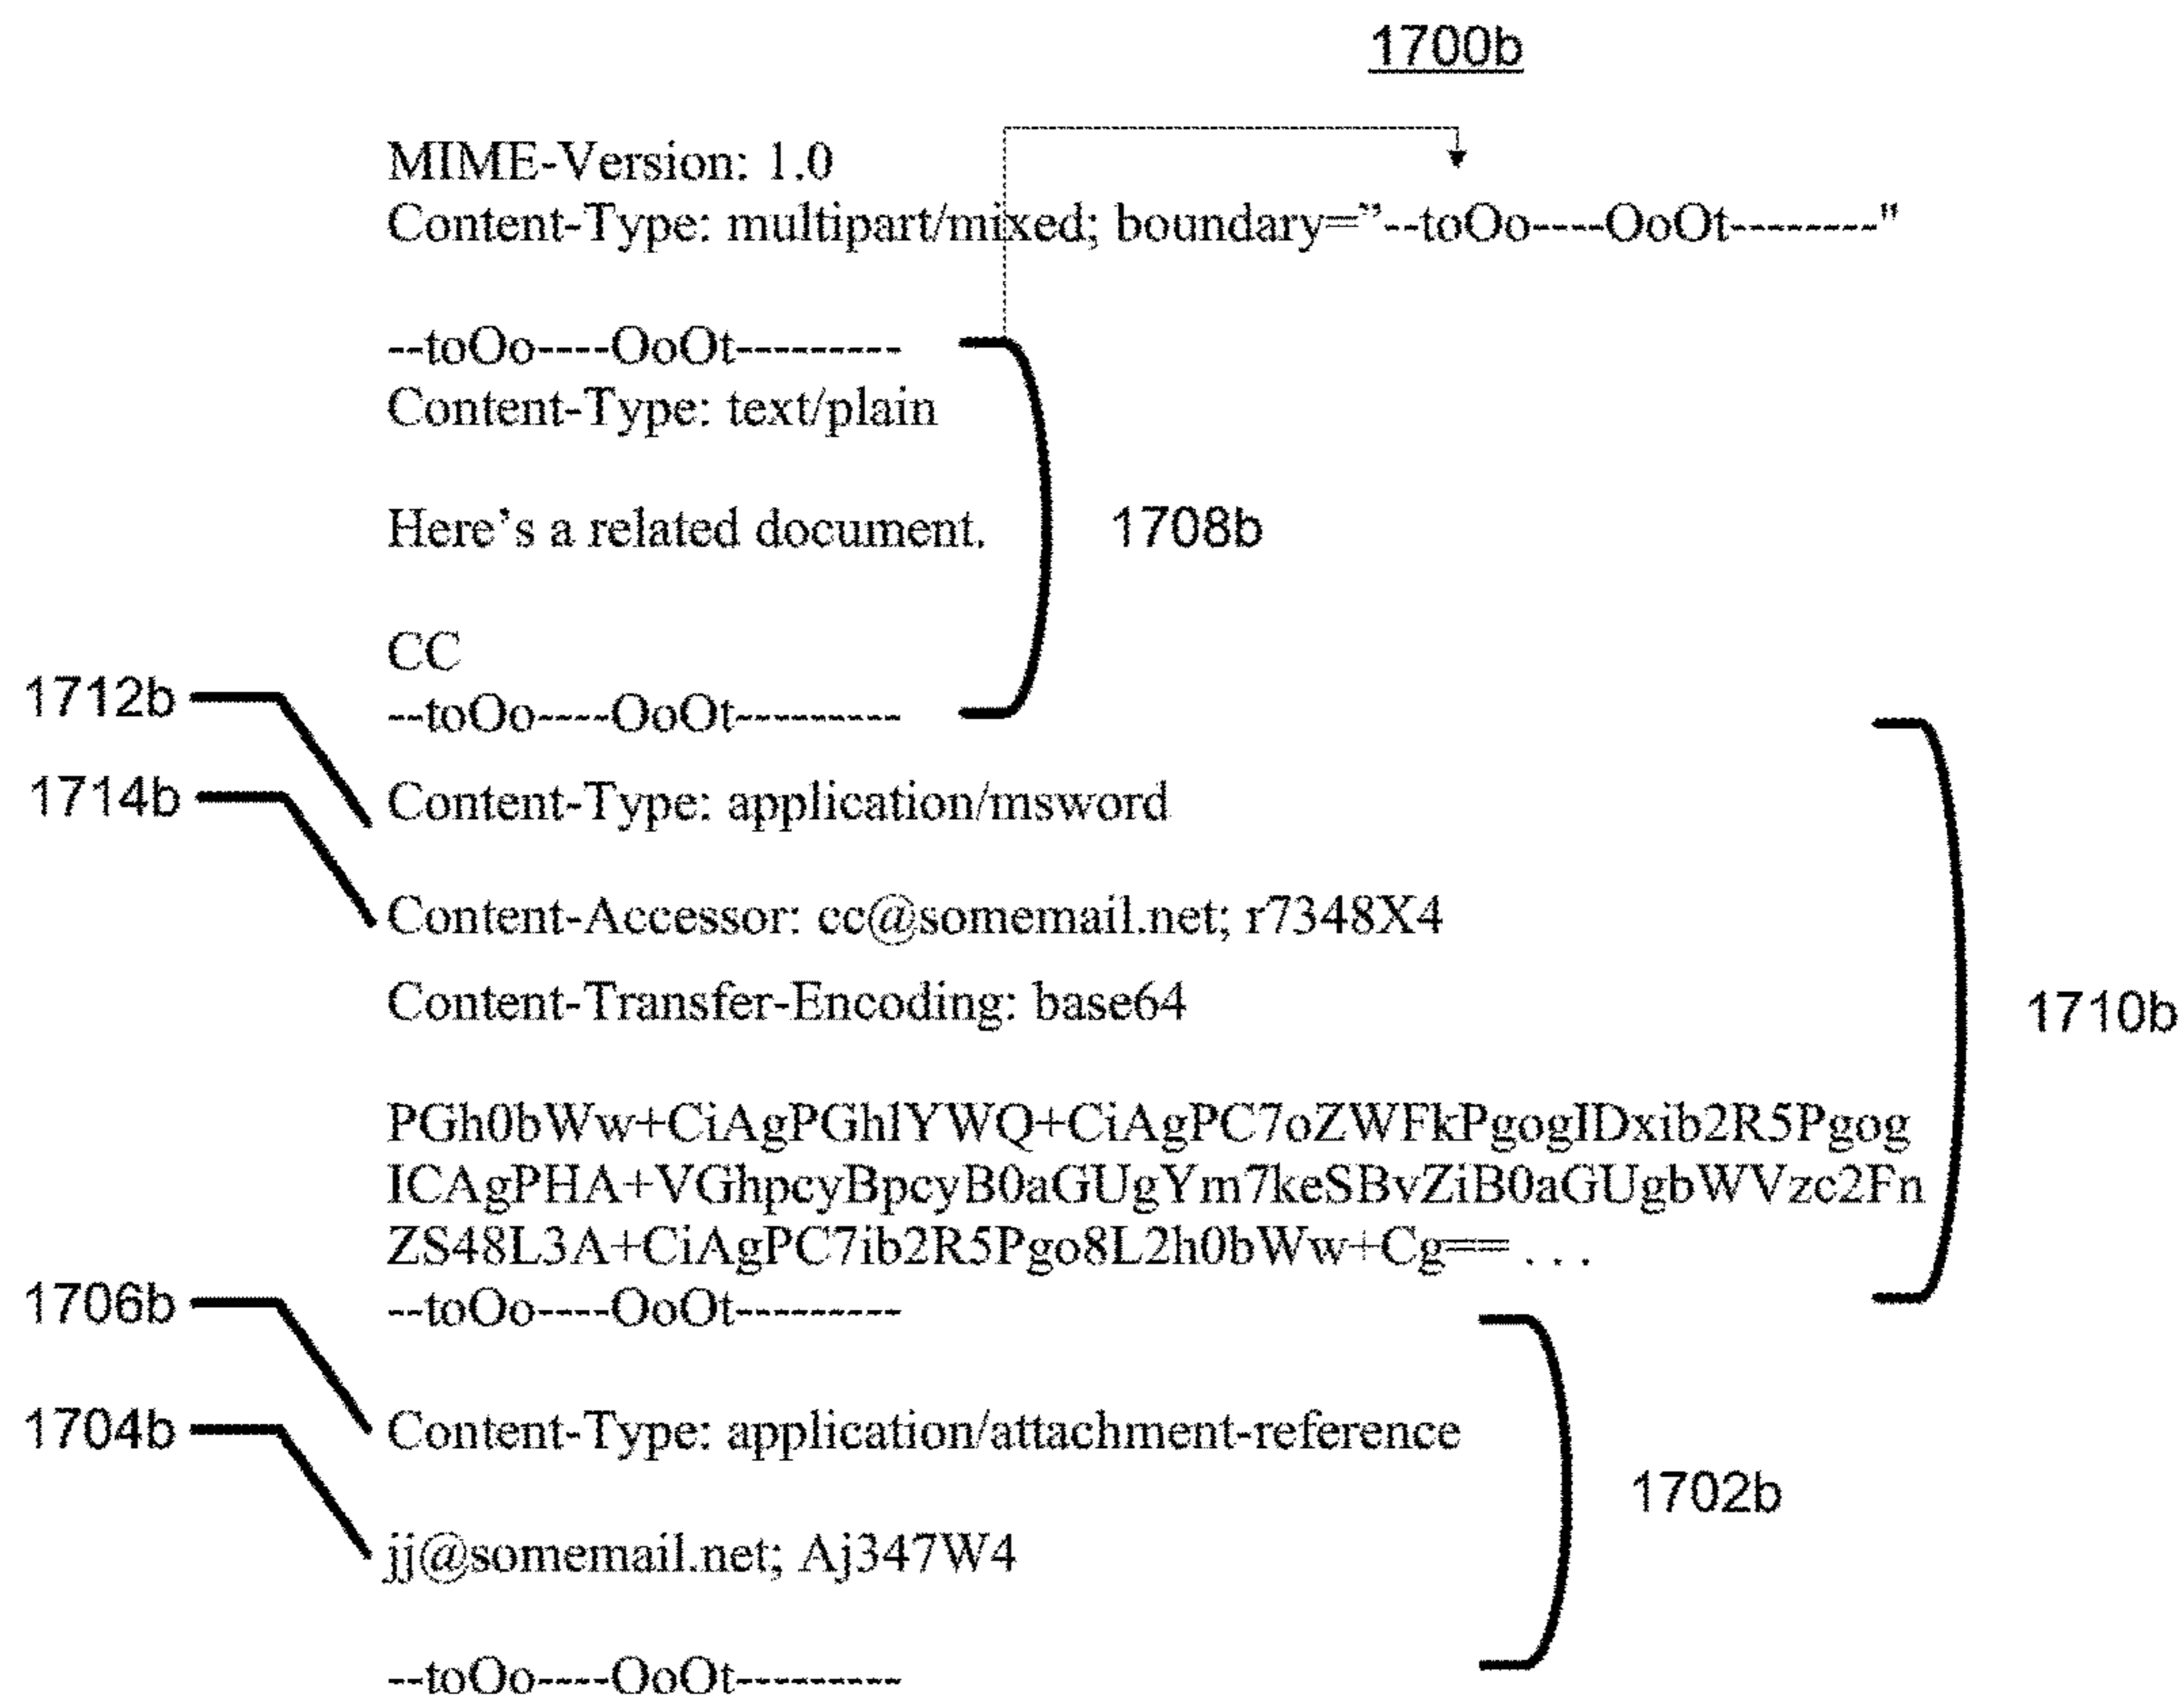 1700b
MIME-Version: 1.0
Content-Type: multipart/mixed; boundary=”--toOo----OoOt--------"
--toOo----OoOt---------
Content-Type: text/plain
Here’s a related document.
1708b
CC
1712b
--toOo----OoOt---------
1714b
Content-Type: application/msword
Content-Accessor: cc@somemail.net; r7348X4
Content-Transfer-Encoding: base64
1710b
PGh0bWw+CiAgPGhlYWQ+CiAgPC7oZWFkPgogIDxib2R5Pgog
ICAgPHA+VGhpcyBpcyB0aGUgYm7keSBvZiB0aGUgbWVzc2Fn
ZS48L3A+CiAgPC7ib2R5Pgo8L2h0bWw+Cg== . . .
1706b
--toOo----OoOt---------
1704b
Content-Type: application/attachment-reference
1702b
jj@somemail.net; Aj347W4
--toOo----OoOt---------